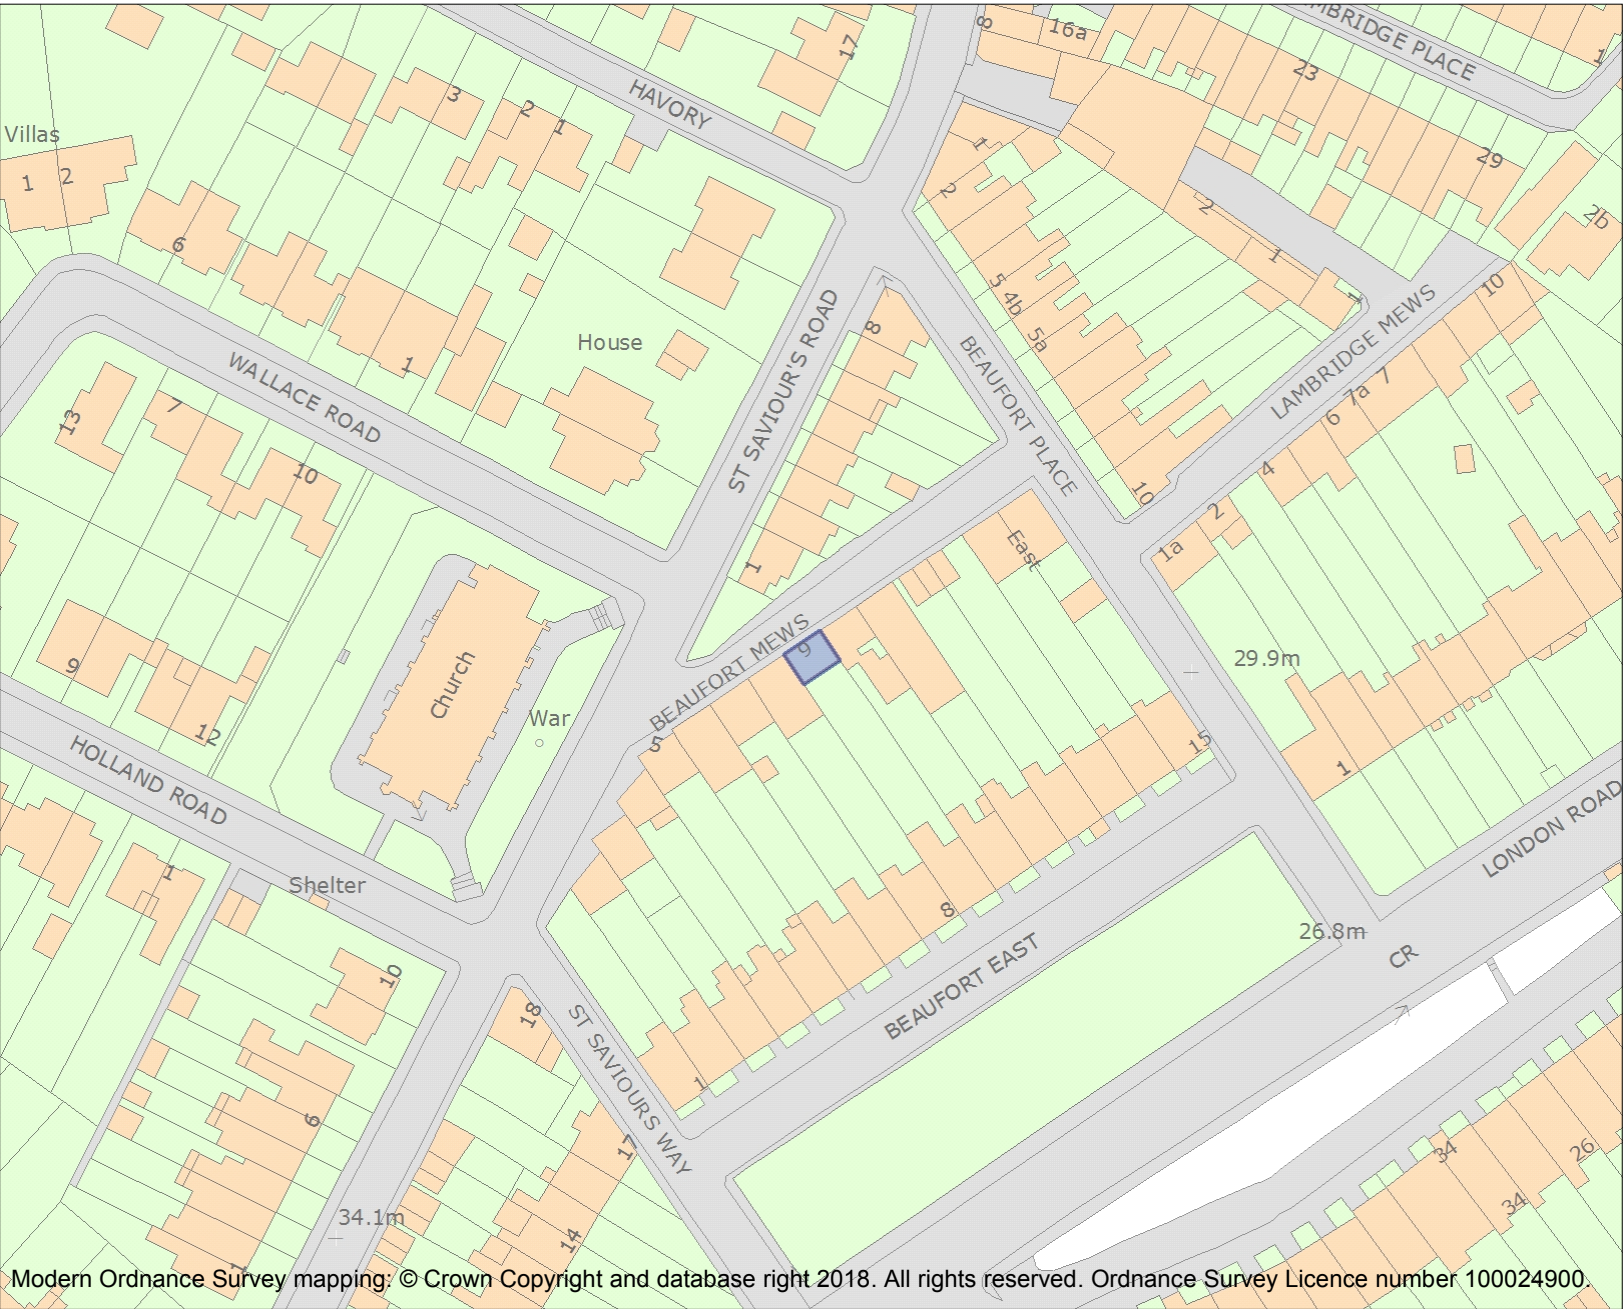 8
16a
MBRIDGE PLACE
17
HAVORY
23
1
3
2
1
Villas
1
2
1
2
29
2
2b
6
1
5
4b
5a
1
10
House
8
LAMBRIDGE MEWS
WALLACE ROAD
1
ST SAVIOUR'S ROAD
BEAUFORT PLACE
7
7a
6
13
7
10
4
10
2
1a
East
1
BEAUFORT MEWS
9
29.9m
9
Church
War
5
12
15
1
HOLLAND ROAD
LONDON ROAD
1
Shelter
8
26.8m
CR
10
BEAUFORT EAST
18
ST SAVIOURS WAY
1
9
17
34
26
34
34.1m
14
1
Modern Ordnance Survey mapping: © Crown Copyright and database right 2018. All rights reserved. Ordnance Survey Licence number 100024900.